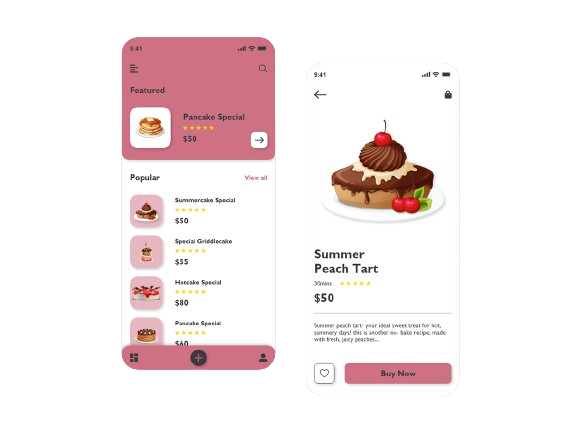 9:41
Featured
Pancake Special
$50
Popular
View all
Summercake Special
$50
Special Griddlecake
$55
Hotcake Special
$80
Pancake Special
$60
9:41
Summer
Peach Tart
30mins
$50
Summer peach tart- your ideal sweet treat for hot,
summery days! this is another no- bake recipe, made
with fresh, juicy peaches...
Buy Now